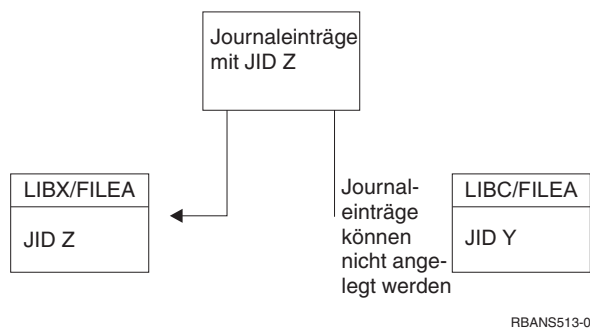 Journaleinträge
mit JID Z
LIBX/FILEA
JID Z
Journal-
einträge
können
nicht ange-
legt werden
LIBC/FILEA
JID Y
RBANS513-0